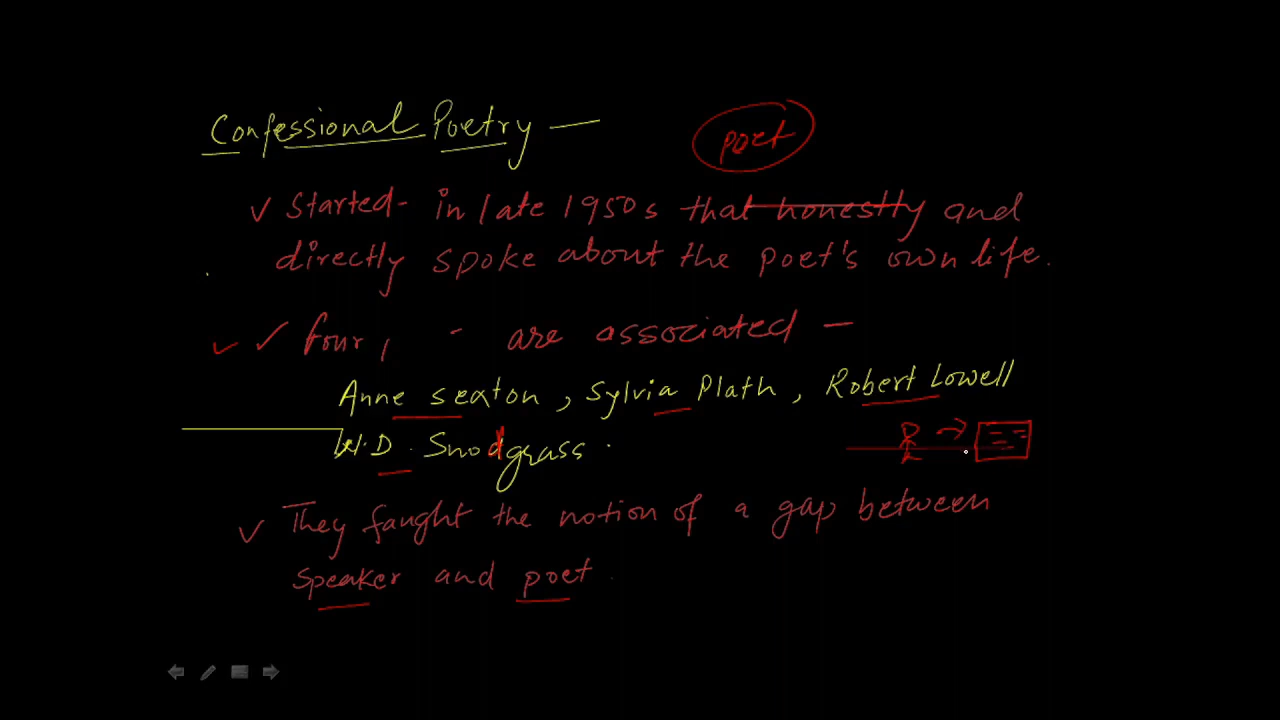 Confessional Poetry —
poet
✓ Started - in late 1950s that honestly and
directly spoke about the poet's own life.
✓ ✓ Four, - are associated —
Anne Sexton, Sylvia Plath, Robert Lowell
W.D. Snodgrass.
✓ They faught the notion of a gap between
speaker and poet.